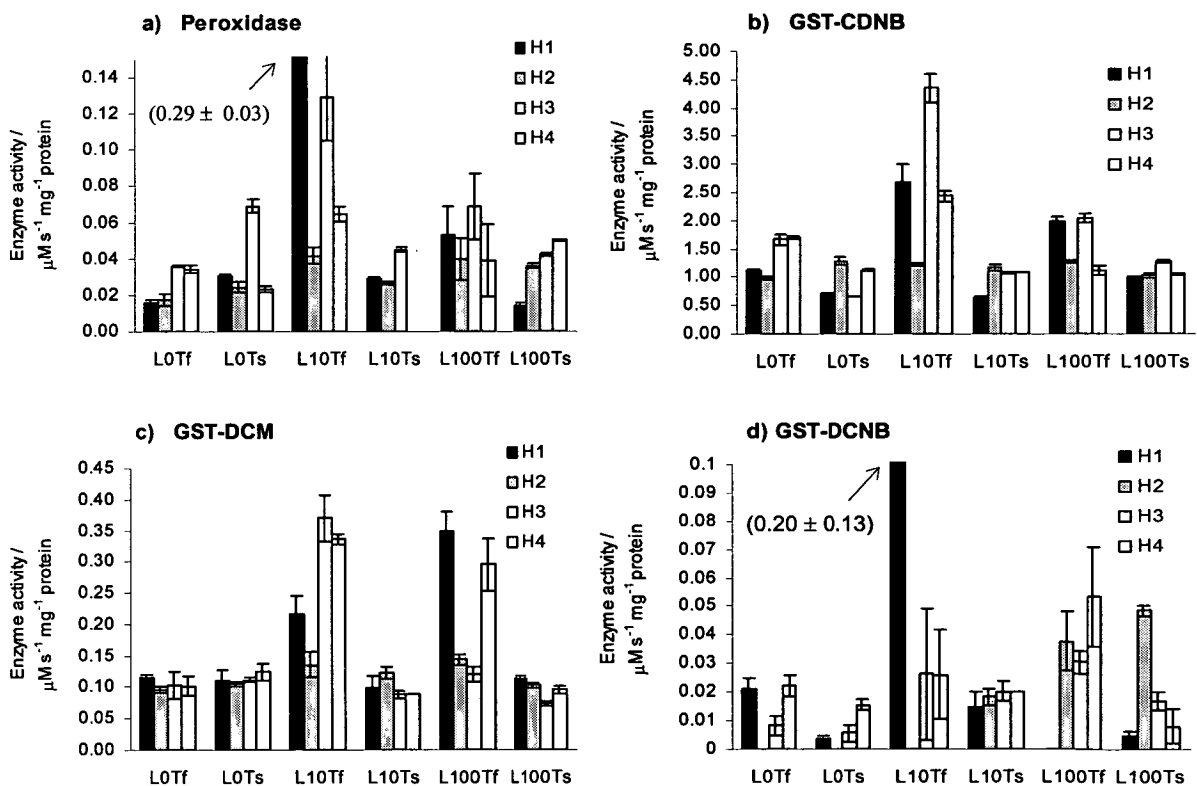 a) Peroxidase
Enzyme activity /
µM s⁻¹ mg⁻¹ protein
0.14
0.12
0.10
0.08
0.06
0.04
0.02
0.00
(0.29 ± 0.03)
H1
H2
H3
H4
L0Tf L0Ts L10Tf L10Ts L100Tf L100Ts
b) GST-CDNB
Enzyme activity /
µM s⁻¹ mg⁻¹ protein
5.00
4.50
4.00
3.50
3.00
2.50
2.00
1.50
1.00
0.50
0.00
H1
H2
H3
H4
L0Tf L0Ts L10Tf L10Ts L100Tf L100Ts
c) GST-DCM
Enzyme activity /
µM s⁻¹ mg⁻¹ protein
0.45
0.40
0.35
0.30
0.25
0.20
0.15
0.10
0.05
0.00
H1
H2
H3
H4
L0Tf L0Ts L10Tf L10Ts L100Tf L100Ts
d) GST-DCNB
Enzyme activity /
µM s⁻¹ mg⁻¹ protein
0.1
0.09
0.08
0.07
0.06
0.05
0.04
0.03
0.02
0.01
0
(0.20 ± 0.13)
H1
H2
H3
H4
L0Tf L0Ts L10Tf L10Ts L100Tf L100Ts